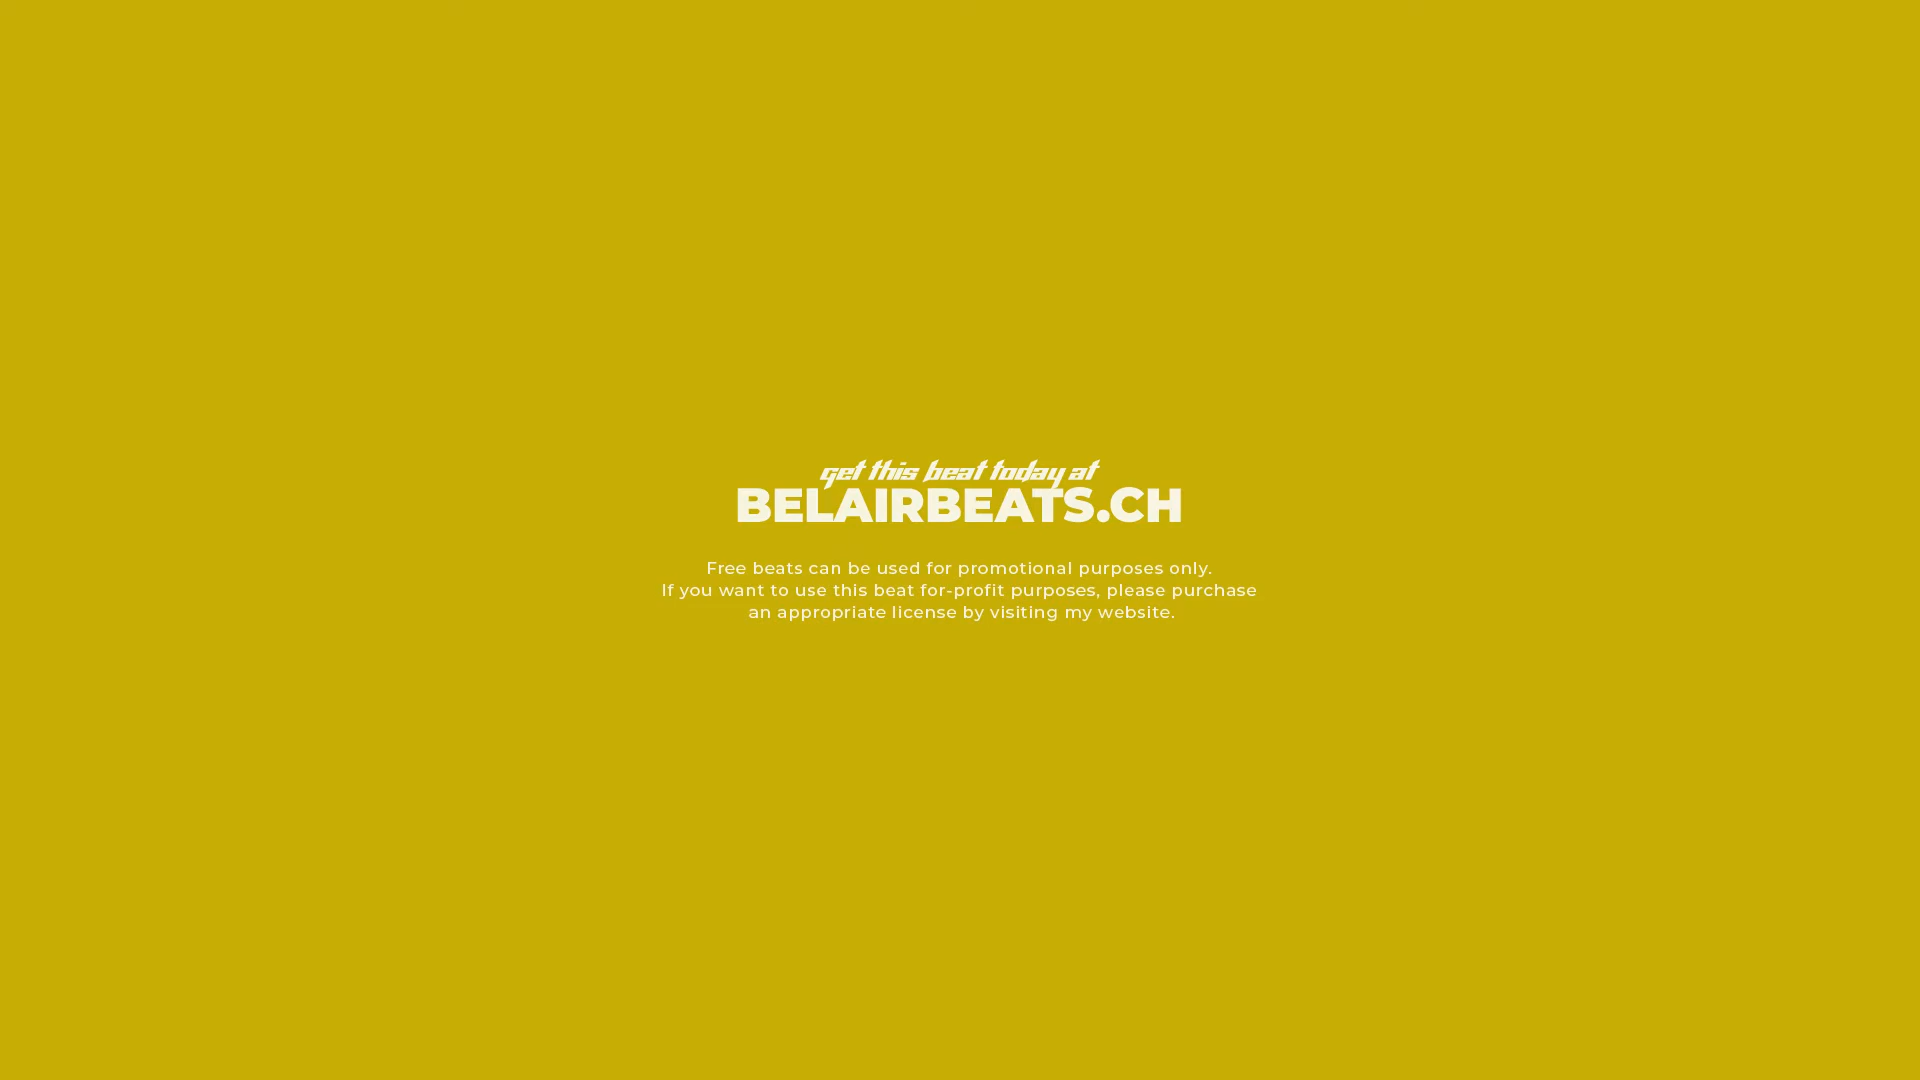 get this beat today at
BELAIRBEATS.CH
Free beats can be used for promotional purposes only.
If you want to use this beat for-profit purposes, please purchase
an appropriate license by visiting my website.